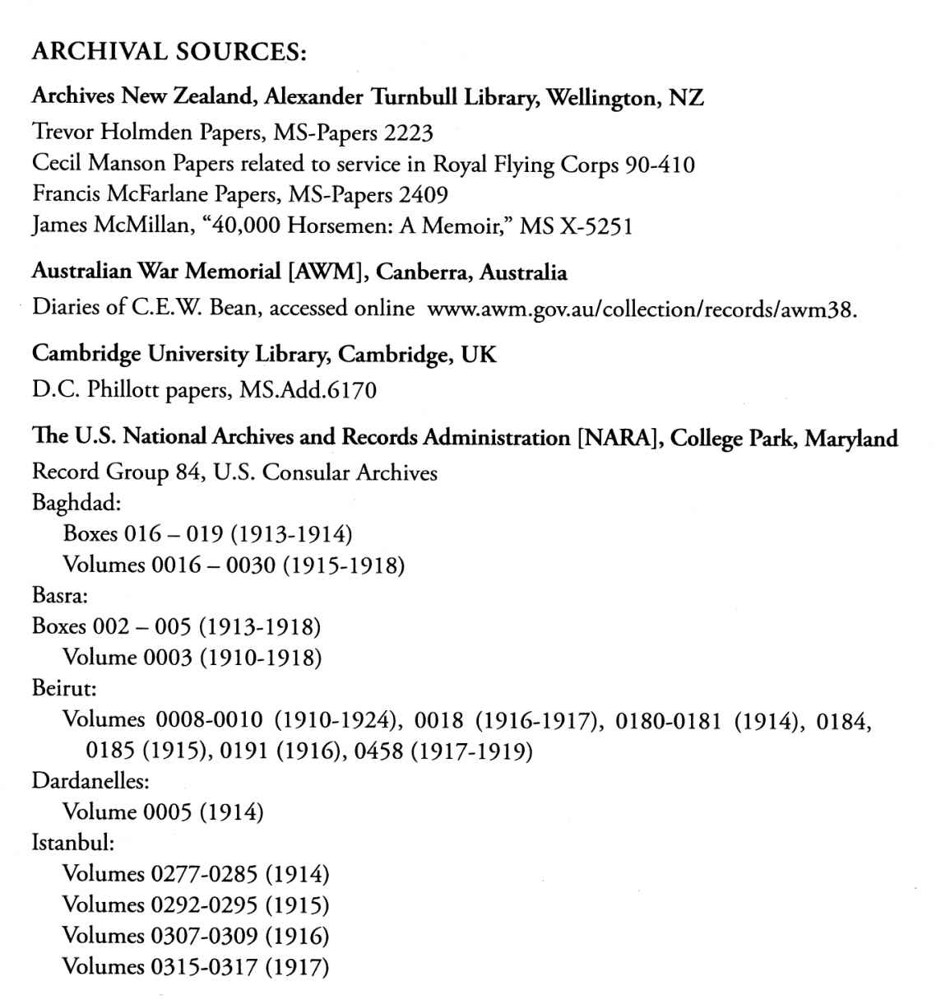 ARCHIVAL SOURCES:
Archives New Zealand, Alexander Turnbull Library, Wellington, NZ
Trevor Holmden Papers, MS-Papers 2223
Cecil Manson Papers related to service in Royal Flying Corps 90-410
Francis McFarlane Papers, MS-Papers 2409
James McMillan, “40,000 Horsemen: A Memoir,” MS X-5251
Australian War Memorial [AWM], Canberra, Australia
Diaries of C.E.W. Bean, accessed online www.awm.gov.au/collection/records/awm38.
Cambridge University Library, Cambridge, UK
D.C. Phillott papers, MS.Add.6170
The U.S. National Archives and Records Administration [NARA], College Park, Maryland
Record Group 84, U.S. Consular Archives
Baghdad:
Boxes 016 – 019 (1913-1914)
Volumes 0016 – 0030 (1915-1918)
Basra:
Boxes 002 – 005 (1913-1918)
Volume 0003 (1910-1918)
Beirut:
Volumes 0008-0010 (1910-1924), 0018 (1916-1917), 0180-0181 (1914), 0184,
0185 (1915), 0191 (1916), 0458 (1917-1919)
Dardanelles:
Volume 0005 (1914)
Istanbul:
Volumes 0277-0285 (1914)
Volumes 0292-0295 (1915)
Volumes 0307-0309 (1916)
Volumes 0315-0317 (1917)